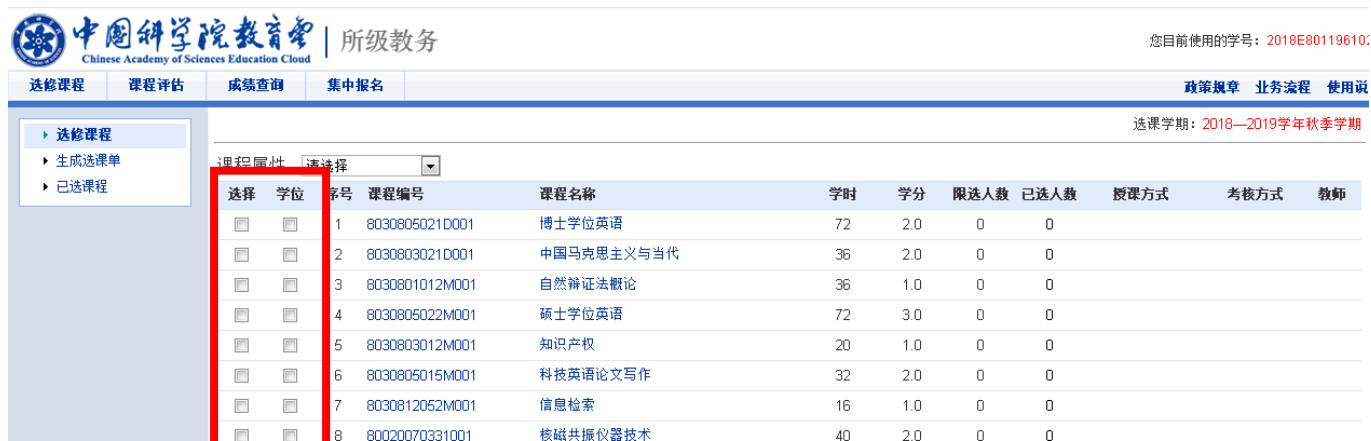 中国科学院教育云 | 所级教务
Chinese Academy of Sciences Education Cloud
您目前使用的学号：2018E801196102
选修课程 课程评估 成绩查询 集中报名 政策规章 业务流程 使用说
选课学期：2018—2019学年秋季学期
选修课程
生成选课单
已选课程
课程属性 请选择
选择 学位 序号 课程编号 课程名称 学时 学分 限选人数 已选人数 授课方式 考核方式 教师
1 8030805021D001 博士学位英语 72 2.0 0 0
2 8030803021D001 中国马克思主义与当代 36 2.0 0 0
3 8030801012M001 自然辩证法概论 36 1.0 0 0
4 8030805022M001 硕士学位英语 72 3.0 0 0
5 8030803012M001 知识产权 20 1.0 0 0
6 8030805015M001 科技英语论文写作 32 2.0 0 0
7 8030812052M001 信息检索 16 1.0 0 0
8 80020070331001 核磁共振仪器技术 40 2.0 0 0